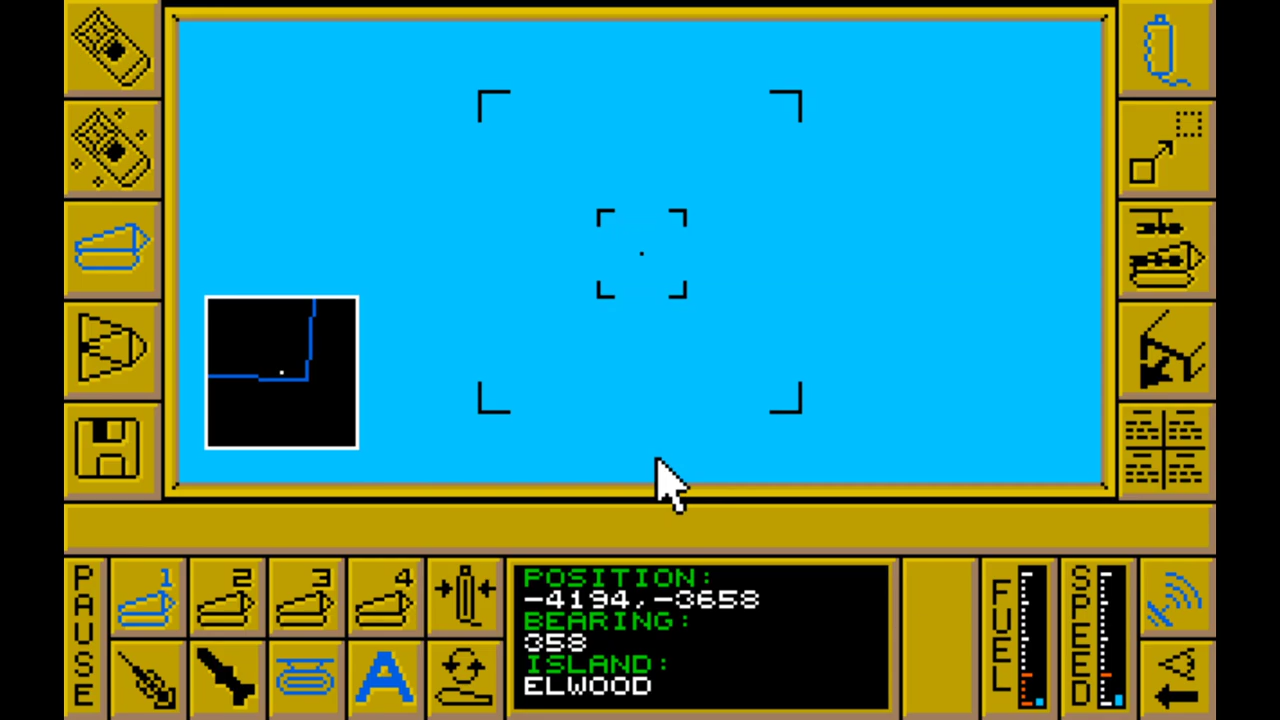 1
2
3
4
PAUSE
A
POSITION:
-4194,-3658
BEARING:
358
ISLAND:
ELWOOD
FUEL
SPEED